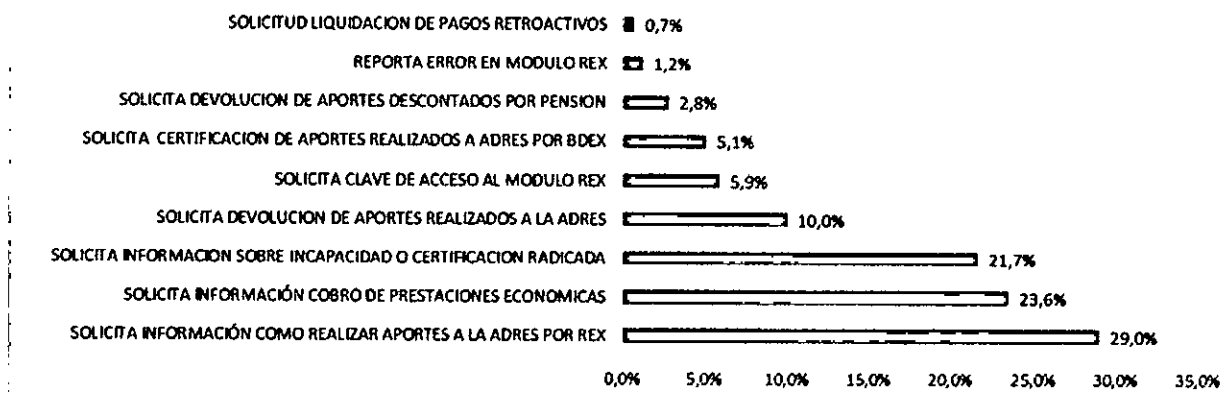 SOLICITUD LIQUIDACION DE PAGOS RETROACTIVOS 0,7%
REPORTA ERROR EN MODULO REX 1,2%
SOLICITA DEVOLUCION DE APORTES DESCONTADOS POR PENSION 2,8%
SOLICITA CERTIFICACION DE APORTES REALIZADOS A ADRES POR BDEX 5,1%
SOLICITA CLAVE DE ACCESO AL MODULO REX 5,9%
SOLICITA DEVOLUCION DE APORTES REALIZADOS A LA ADRES 10,0%
SOLICITA INFORMACION SOBRE INCAPACIDAD O CERTIFICACION RADICADA 21,7%
SOLICITA INFORMACIÓN COBRO DE PRESTACIONES ECONOMICAS 23,6%
SOLICITA INFORMACIÓN COMO REALIZAR APORTES A LA ADRES POR REX 29,0%
0,0% 5,0% 10,0% 15,0% 20,0% 25,0% 30,0% 35,0%